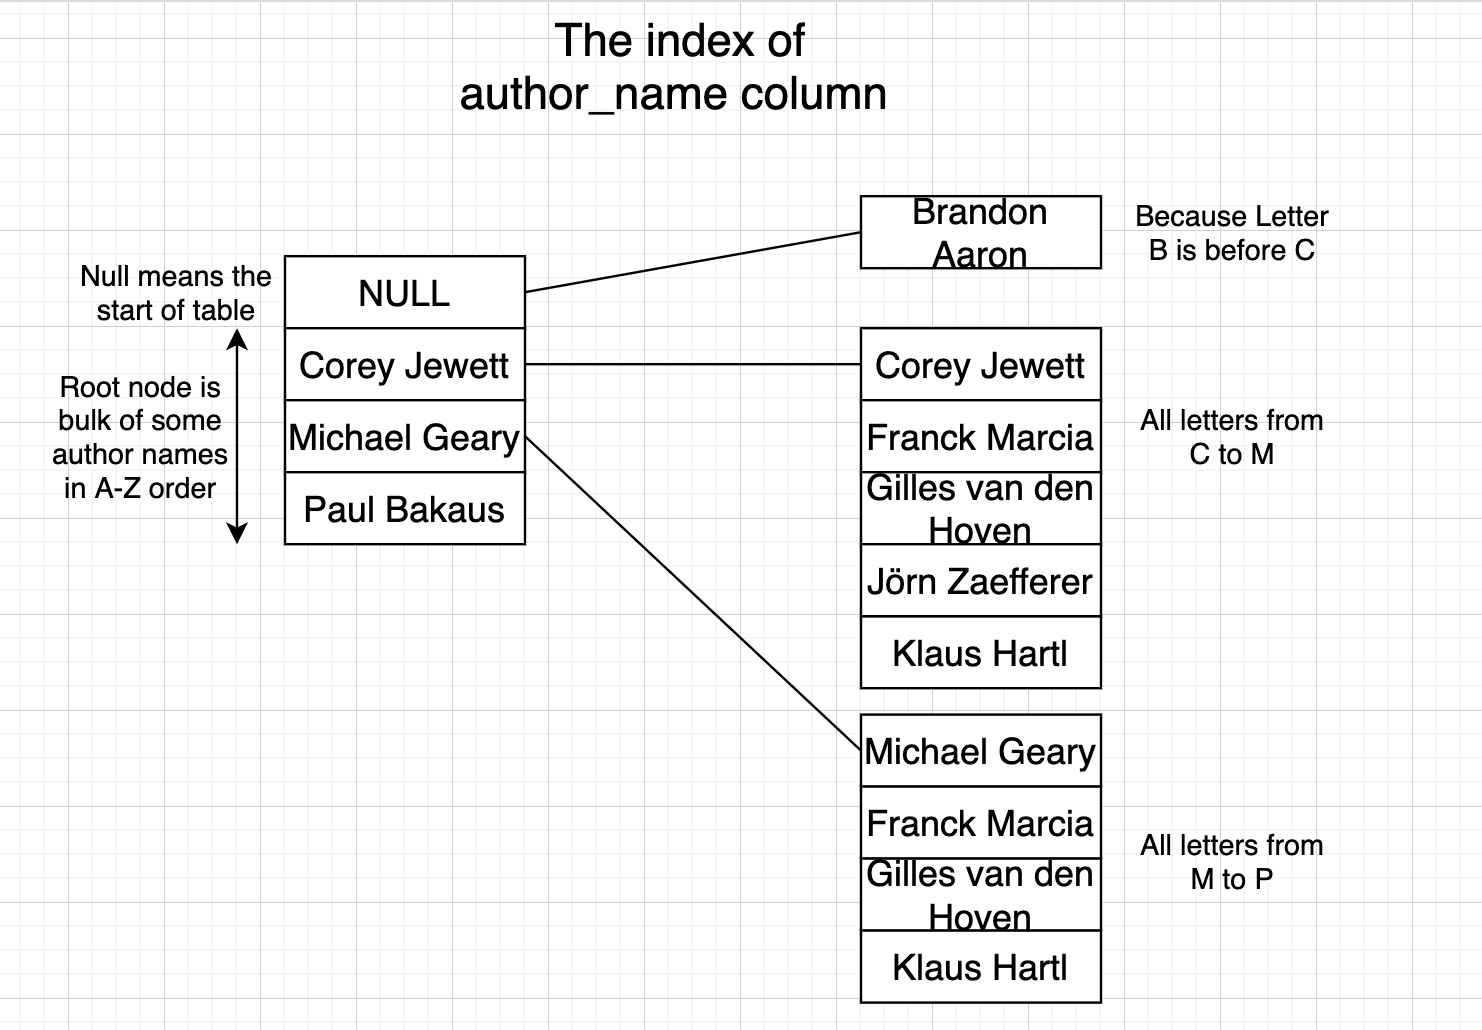 The index of
author_name column
Null means the
start of table
Root node is
bulk of some
author names
in A-Z order
NULL
Corey Jewett
Michael Geary
Paul Bakaus
Brandon
Aaron
Because Letter
B is before C
Corey Jewett
Franck Marcia
Gilles van den
Hoven
Jörn Zaefferer
Klaus Hartl
All letters from
C to M
Michael Geary
Franck Marcia
Gilles van den
Hoven
Klaus Hartl
All letters from
M to P